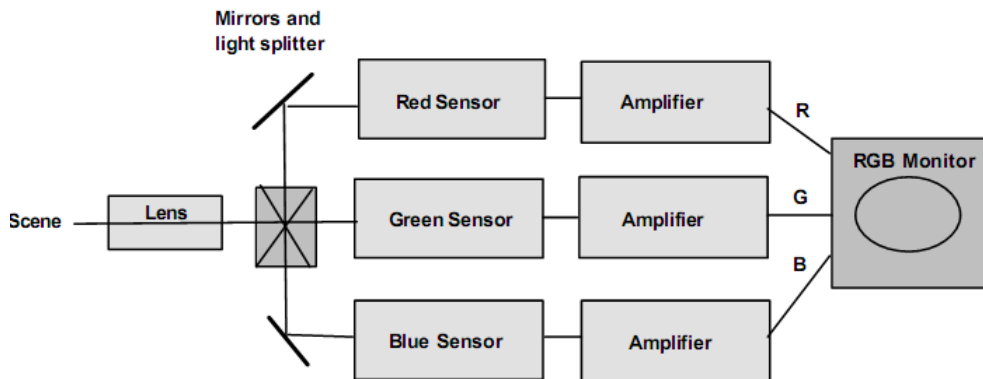 Mirrors and
light splitter
Red Sensor
Amplifier
R
RGB Monitor
Scene
Lens
Green Sensor
Amplifier
G
B
Blue Sensor
Amplifier